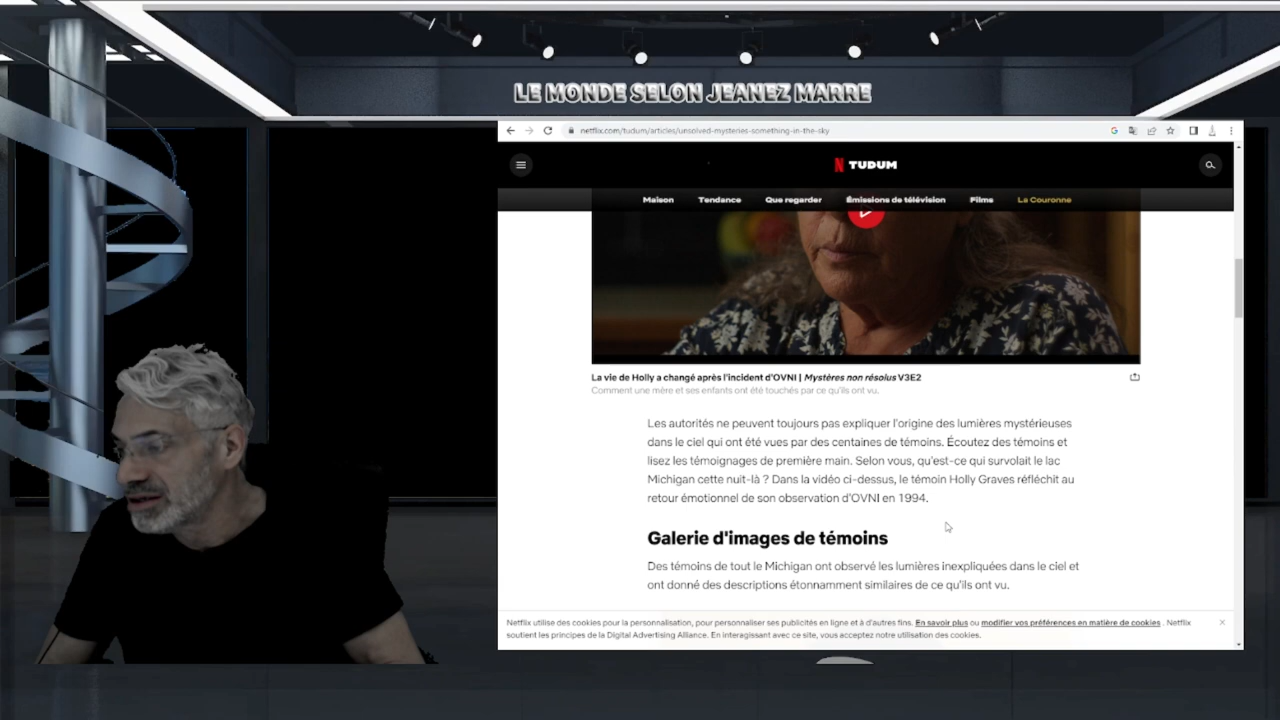 LE MONDE SELON JEANEZ MARRE
netflix.com/tudum/articles/unsolved-mysteries-something-in-the-sky
N TUDUM
Maison Tendance Que regarder Émissions de télévision Films La Couronne
La vie de Holly a changé après l'incident d'OVNI | Mystères non résolus V3E2
Comment une mère et ses enfants ont été touchés par ce qu'ils ont vu.
Les autorités ne peuvent toujours pas expliquer l'origine des lumières mystérieuses
dans le ciel qui ont été vues par des centaines de témoins. Écoutez des témoins et
lisez les témoignages de première main. Selon vous, qu'est-ce qui survolait le lac
Michigan cette nuit-là ? Dans la vidéo ci-dessus, le témoin Holly Graves réfléchit au
retour émotionnel de son observation d'OVNI en 1994.
Galerie d'images de témoins
Des témoins de tout le Michigan ont observé les lumières inexpliquées dans le ciel et
ont donné des descriptions étonnamment similaires de ce qu'ils ont vu.
Netflix utilise des cookies pour la personnalisation, pour personnaliser ses publicités en ligne et à d'autres fins. En savoir plus ou modifier vos préférences en matière de cookies . Netflix
soutient les principes de la Digital Advertising Alliance. En interagissant avec ce site, vous acceptez notre utilisation des cookies.